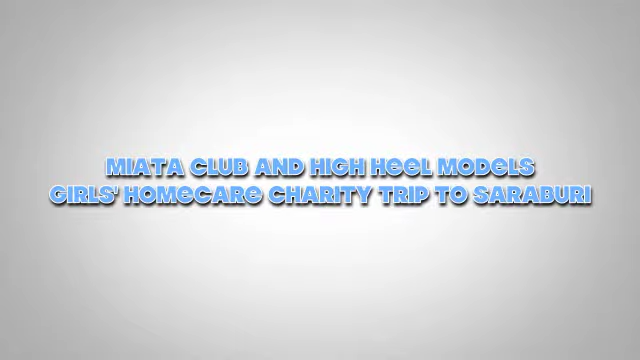 MIATA CLUB AND HIGH HEEL MODELS
GIRLS' HOMECARE CHARITY TRIP TO SARABURI